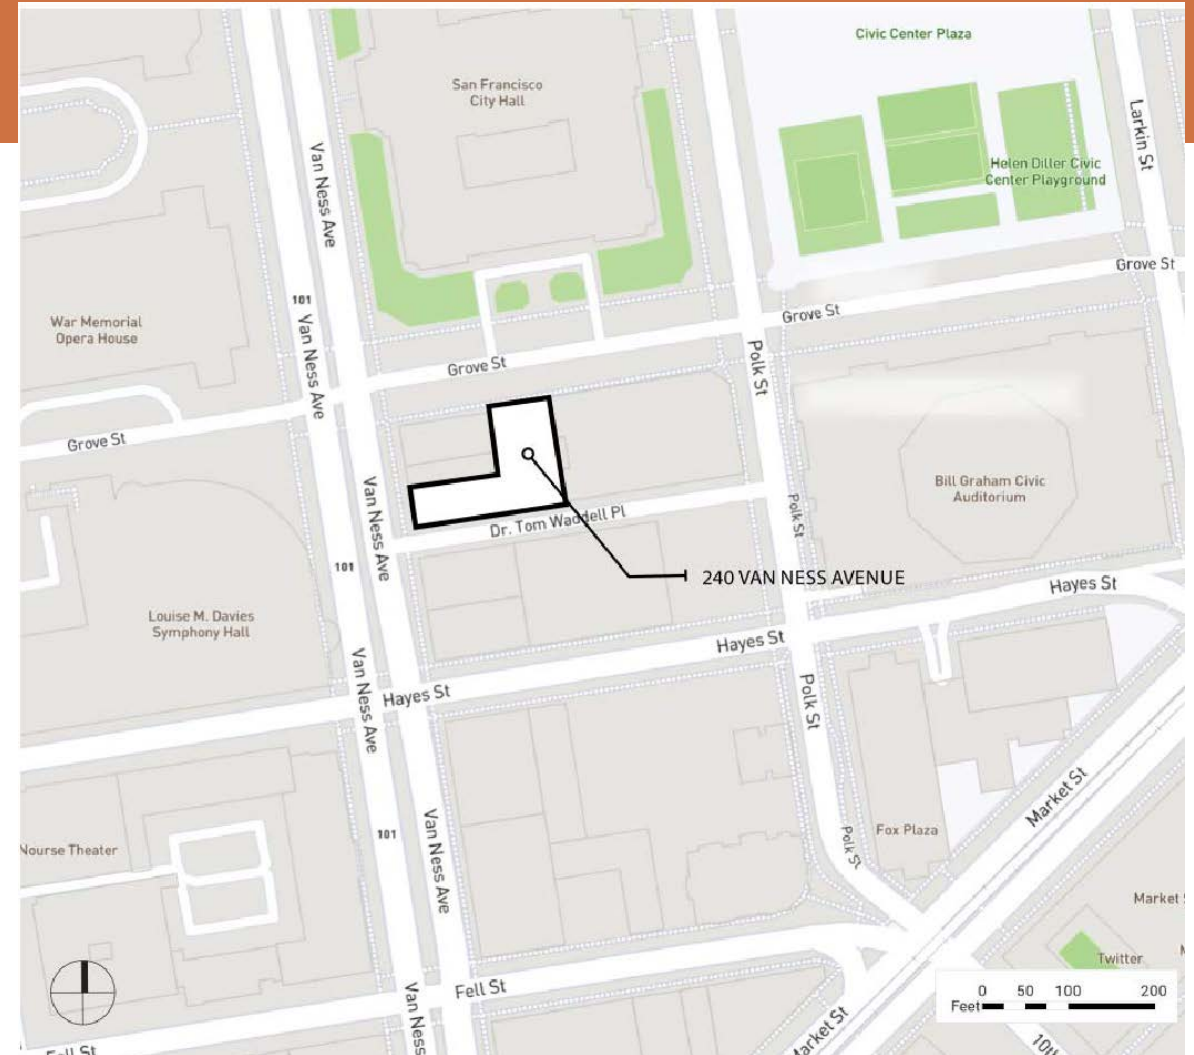 Civic Center Plaza
San Francisco
City Hall
Larkin St
Van Ness Ave
Helen Diller Civic
Center Playground
Grove St
101
War Memorial
Opera House
Van Ness Ave
Grove St
Polk St
Grove St
Grove St
Van Ness Ave
Bill Graham Civic
Auditorium
Polk St
Dr. Tom Waddell Pl
101
240 VAN NESS AVENUE
Hayes St
Louise M. Davies
Symphony Hall
Hayes St
Van Ness Ave
Polk St
Hayes St
Market St
101
Van Ness Ave
Fox Plaza
Polk St
Nourse Theater
Market
Twitter
Fell St
Van Ness
0 50 100 200
Feet
Market St
10th
Fell St